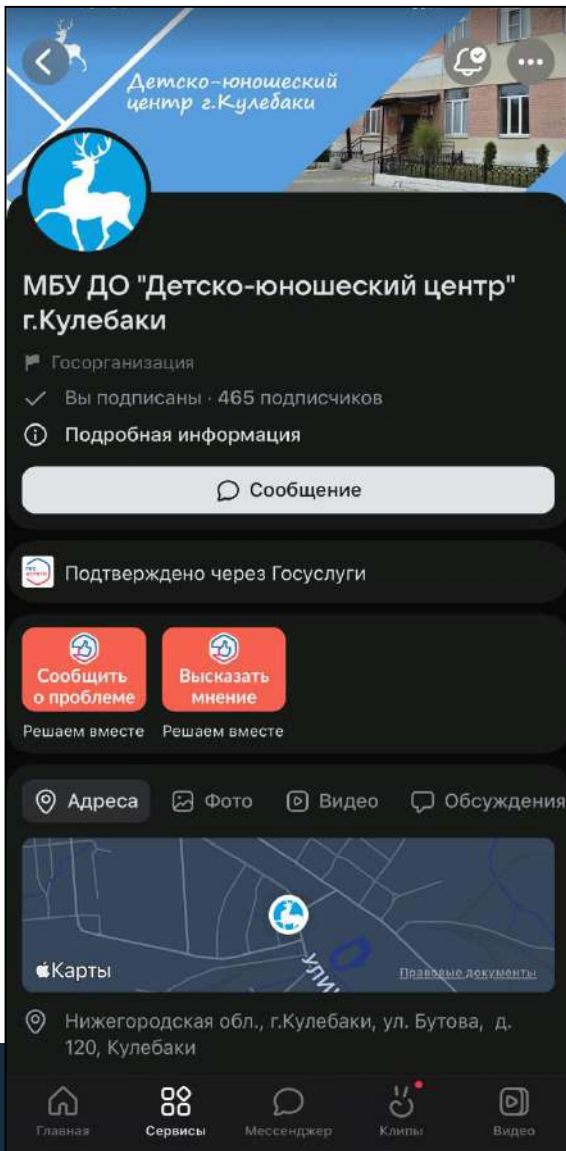 Детско-юношеский
центр г.Кулебаки
МБУ ДО "Детско-юношеский центр"
г.Кулебаки
Госорганизация
Вы подписаны · 465 подписчиков
Подробная информация
Сообщение
Подтверждено через Госуслуги
Сообщить
о проблеме
Высказать
мнение
Решаем вместе
Решаем вместе
Адреса
Фото
Видео
Обсуждения
Карты
УЛИ
Правовые документы
Нижегородская обл., г.Кулебаки, ул. Бутова, д.
120, Кулебаки
Главная
Сервисы
Мессенджер
Клипы
Видео